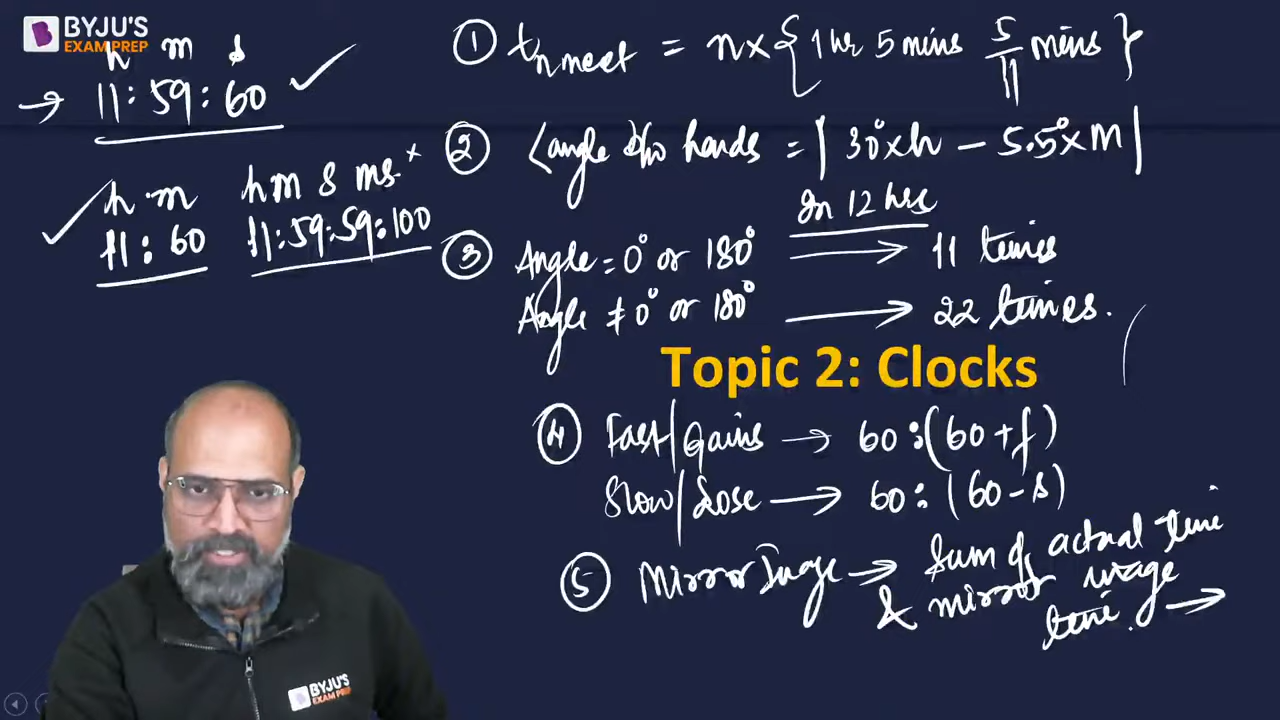 BYJU'S
EXAM PREP
h m s
→ 11:59:60 ✓
h m
✓ 11:60
h m s ms ×
11:59:59:100
① t n meet = n×{1 hr 5 mins 5/11 mins}
② ∠angle b/w hands = |30°×h − 5.5°×M|
In 12 hrs
③ Angle = 0° or 180° → 11 times
Angle ≠ 0° or 180° → 22 times.
Topic 2: Clocks
④ Fast/Gains → 60:(60+f)
Slow/Lose → 60:(60-s)
⑤ Mirror Image → Sum of actual time
& mirror image
time. →
BYJU'S
EXAM PREP